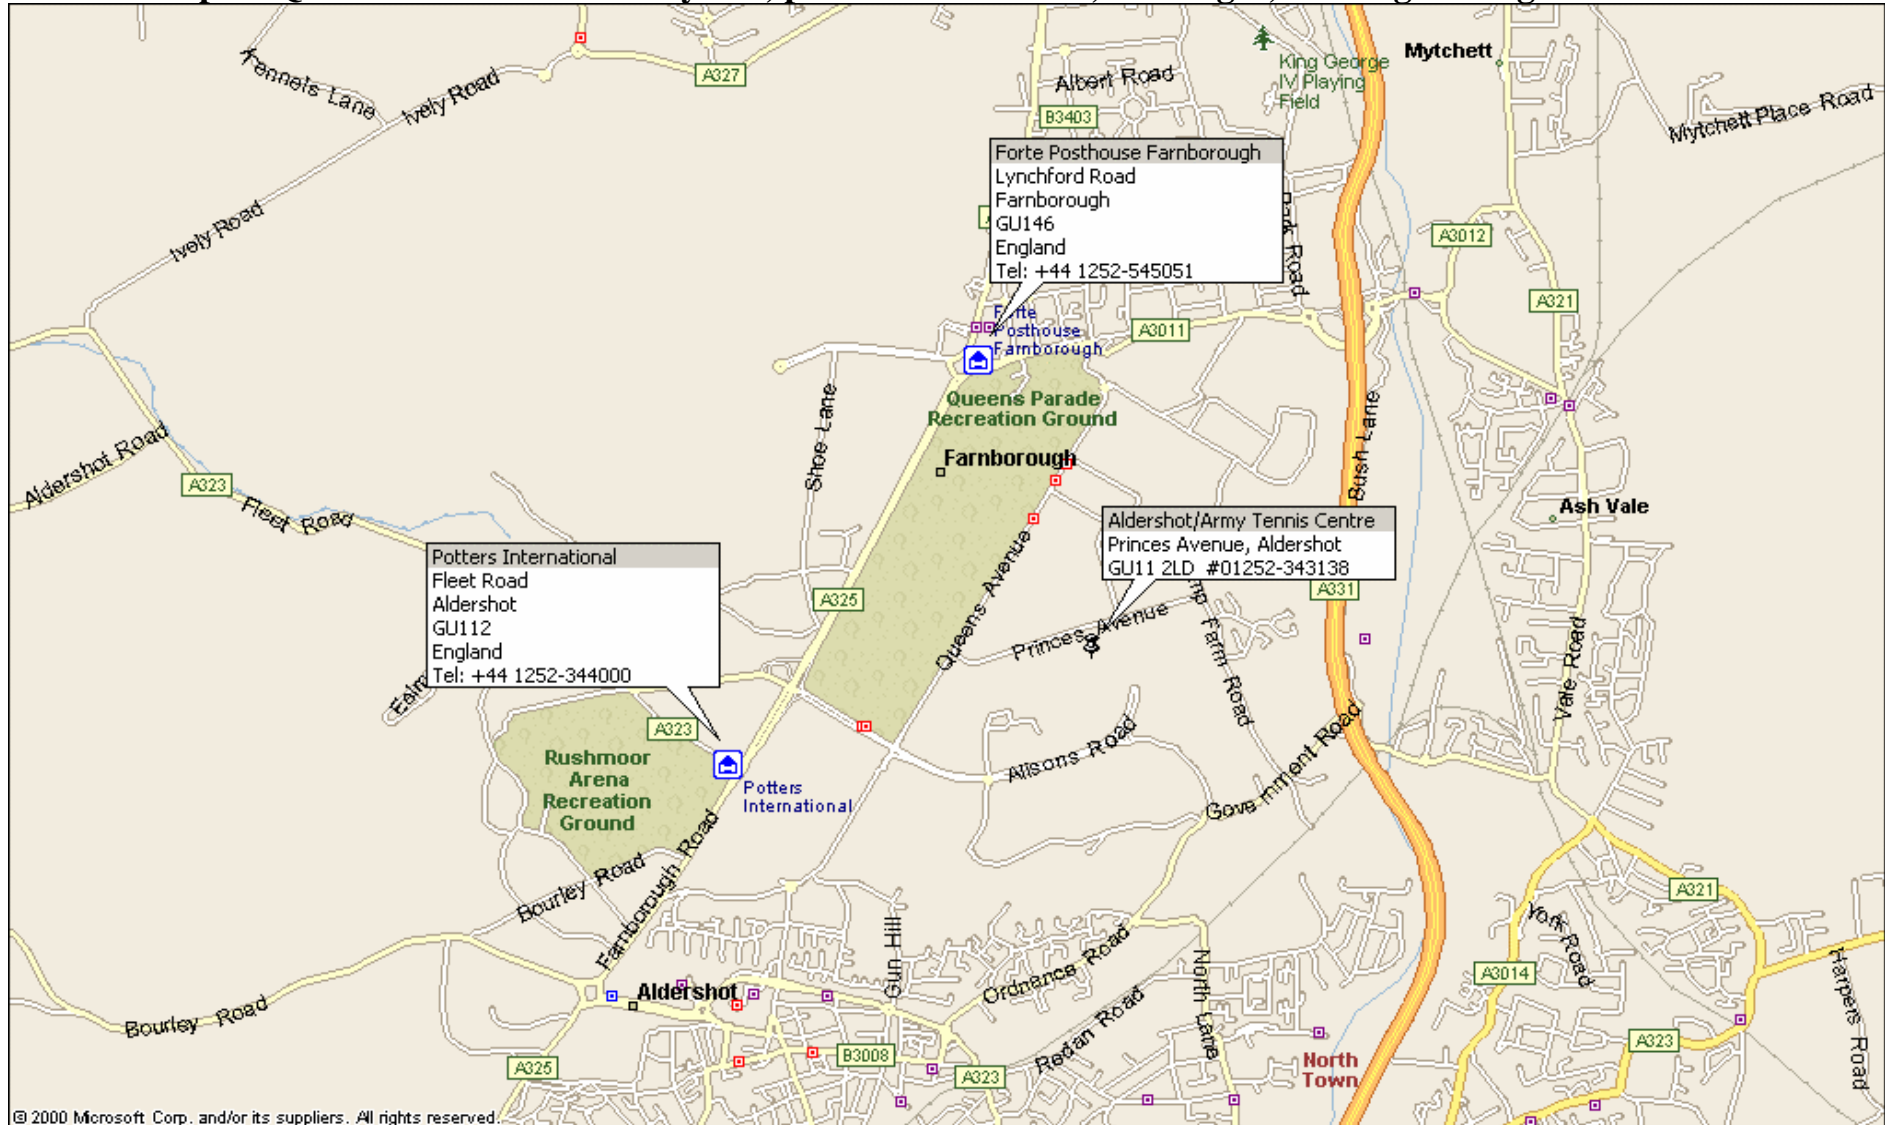 Fennels Lane
Ively Road
A327
Albert Road
B3403
King George
IV Playing
Field
Mytchett
Mytchett Place Road
Ively Road
Forte Posthouse Farnborough
Lynchford Road
Farnborough
GU146
England
Tel: +44 1252-545051
Road
A3012
A321
Forte
Posthouse
Farnborough
A3011
Queens Parade
Recreation Ground
Shoe Lane
Bush Lane
Aldershot Road
A323
Fleet Road
Farnborough
Ash Vale
Aldershot/Army Tennis Centre
Princes Avenue, Aldershot
GU11 2LD #01252-343138
Potters International
Fleet Road
Aldershot
GU112
England
Tel: +44 1252-344000
A325
Queens Avenue
Princes Avenue
Farm Road
A331
Vale Road
A323
Rushmoor
Arena
Recreation
Ground
Potters
International
Alisons Road
Government Road
Bourley Road
Farnborough Road
Gun Hill
Ordnance Road
North Lane
A321
York Road
A3014
Harpers Road
Aldershot
Bourley Road
Redan Road
A325
B3008
A323
North
Town
A323
© 2000 Microsoft Corp. and/or its suppliers. All rights reserved.